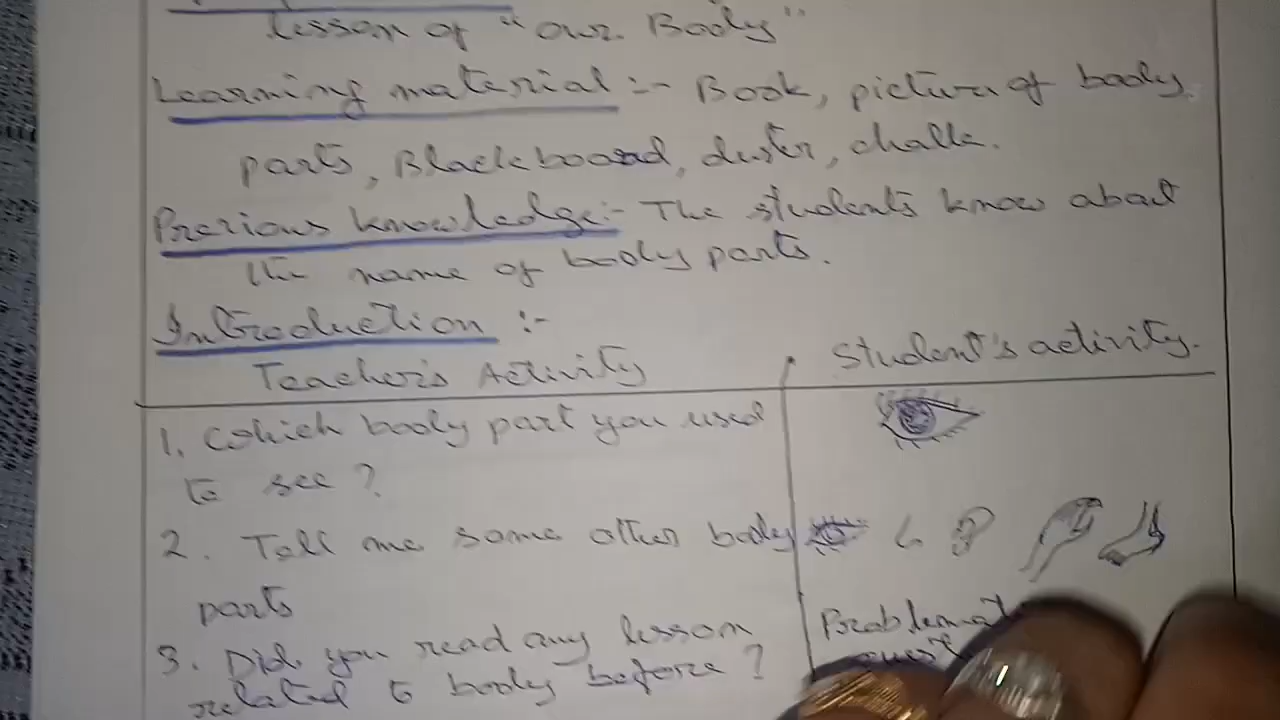 lesson of "our Body"
Learning material :- Book, picture of body
parts, Blackboard, duster, chalk.
Previous knowledge:- The students know about
the name of body parts.
Introduction :-
Teacher's Activity
Student's activity.
1. Which body part you used
to see ?
2. Tell me some other body
parts
3. Did you read any lesson
related to body before ?